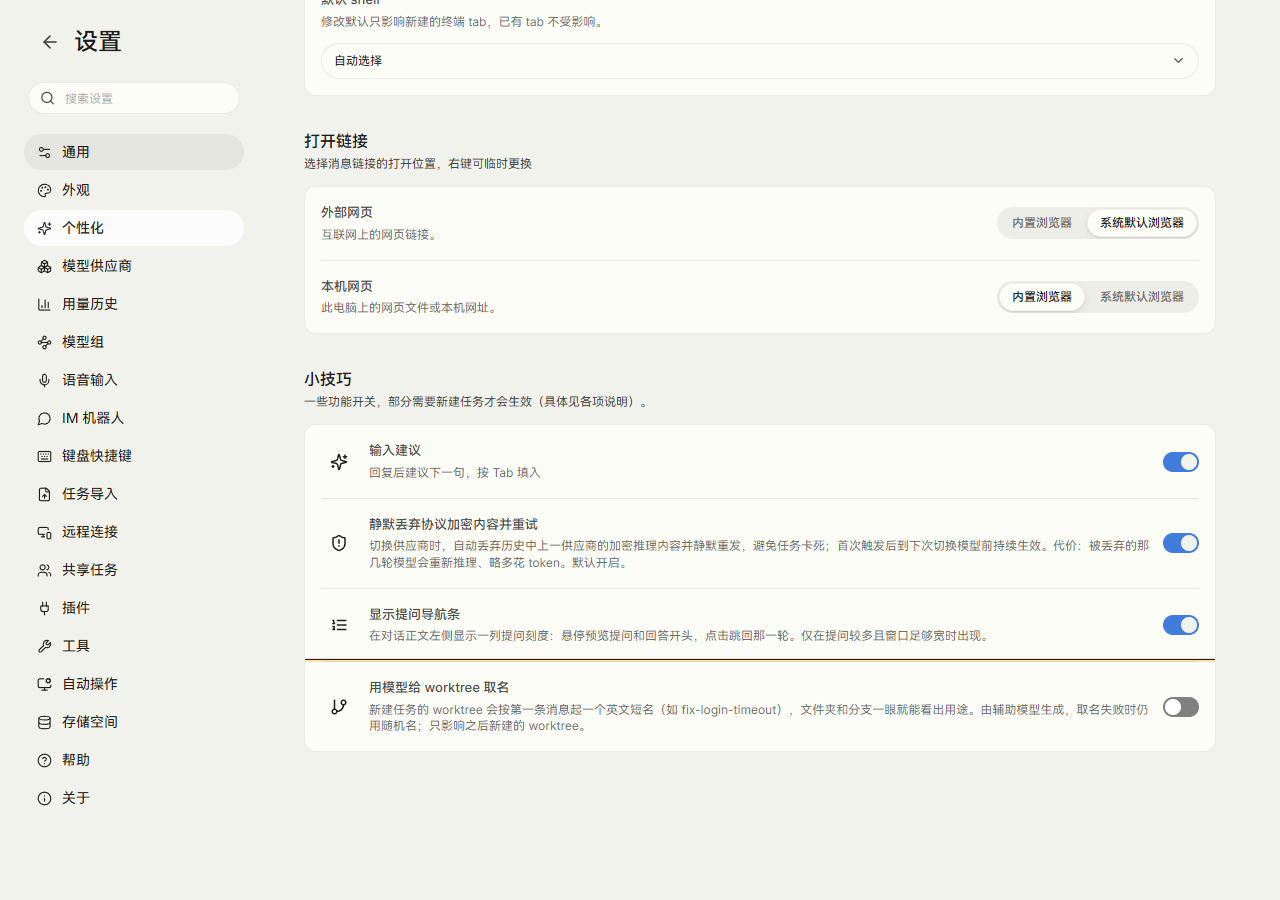 设置
搜索设置
通用
外观
个性化
模型供应商
用量历史
模型组
语音输入
IM 机器人
键盘快捷键
任务导入
远程连接
共享任务
插件
工具
自动操作
存储空间
帮助
关于
默认 shell
修改默认只影响新建的终端 tab，已有 tab 不受影响。
自动选择
打开链接
选择消息链接的打开位置，右键可临时更换
外部网页
互联网上的网页链接。
内置浏览器 系统默认浏览器
本机网页
此电脑上的网页文件或本机网址。
内置浏览器 系统默认浏览器
小技巧
一些功能开关，部分需要新建任务才会生效（具体见各项说明）。
输入建议
回复后建议下一句，按 Tab 填入
静默丢弃协议加密内容并重试
切换供应商时，自动丢弃历史中上一供应商的加密推理内容并静默重发，避免任务卡死；首次触发后到下次切换模型前持续生效。代价：被丢弃的那
几轮模型会重新推理、略多花 token。默认开启。
显示提问导航条
在对话正文左侧显示一列提问刻度：悬停预览提问和回答开头，点击跳回那一轮。仅在提问较多且窗口足够宽时出现。
用模型给 worktree 取名
新建任务的 worktree 会按第一条消息起一个英文短名（如 fix-login-timeout），文件夹和分支一眼就能看出用途。由辅助模型生成，取名失败时仍
用随机名；只影响之后新建的 worktree。